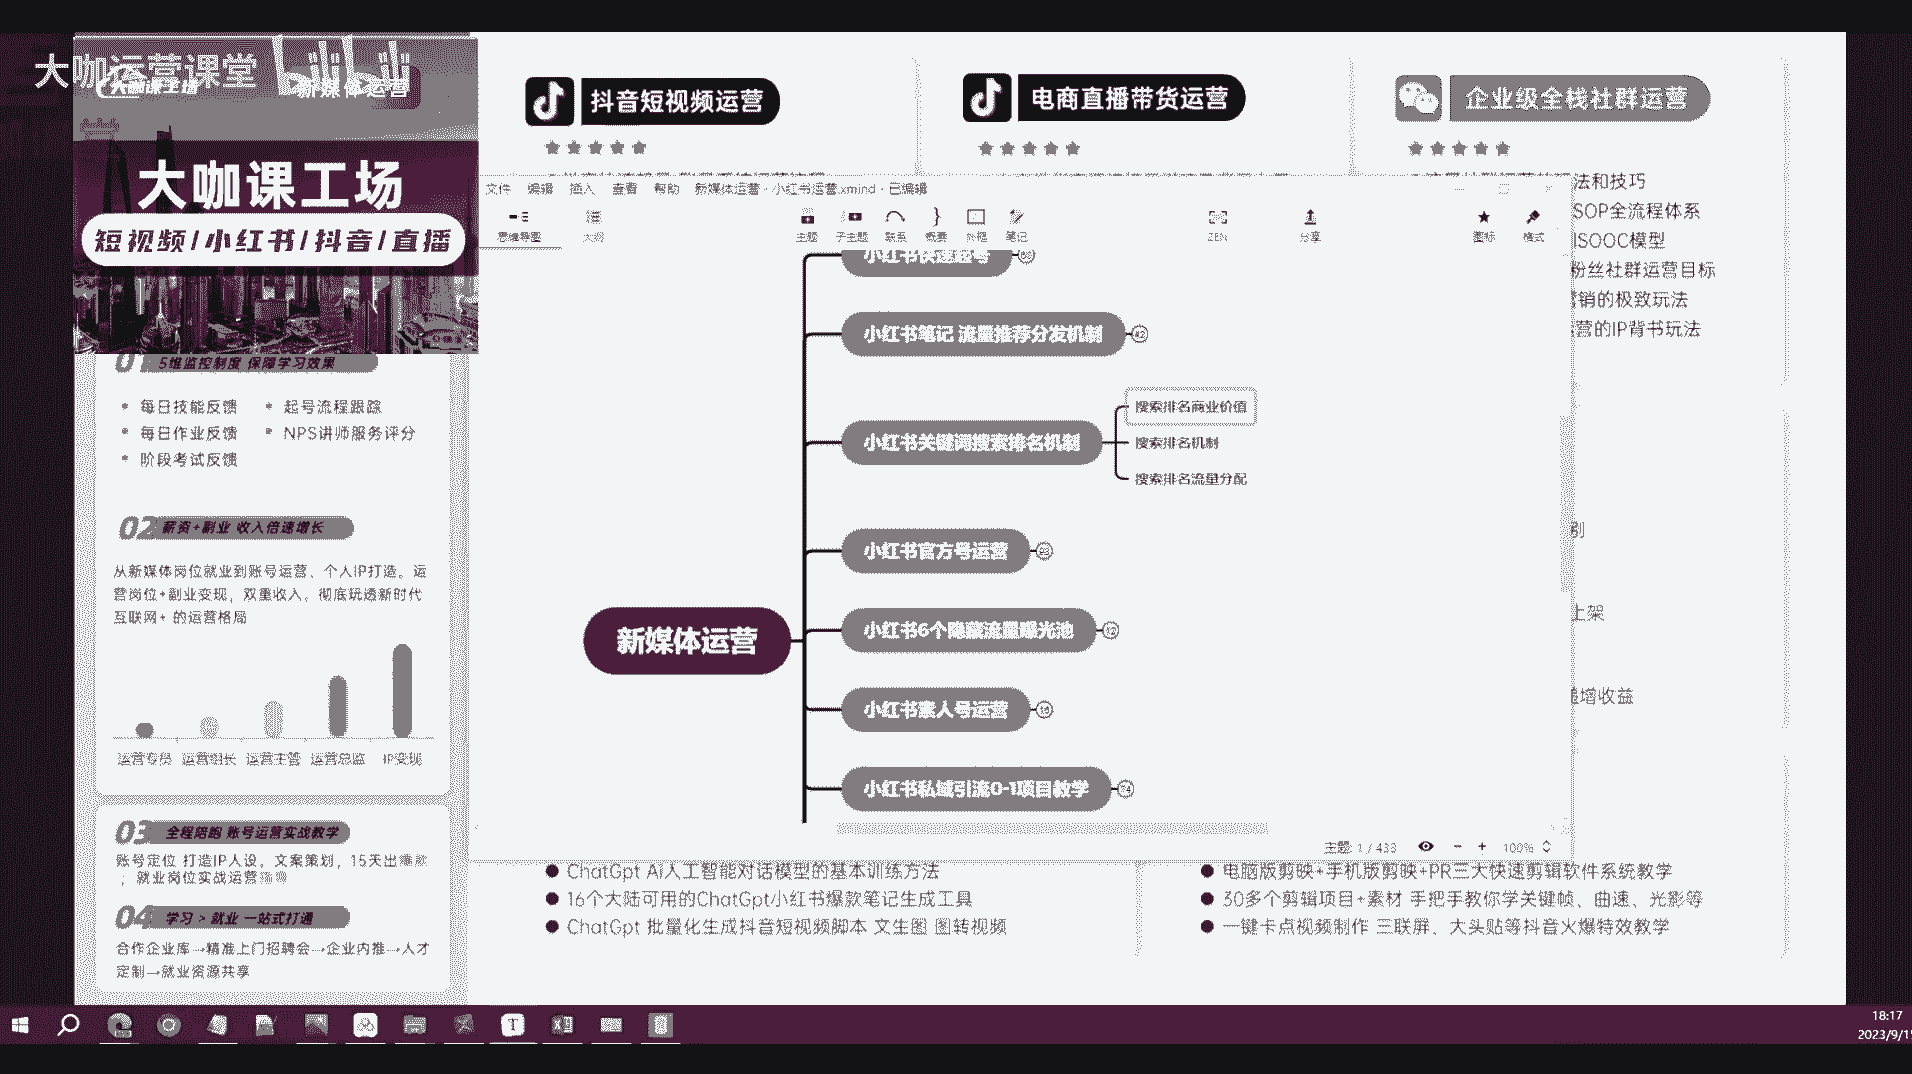 大咖运营课堂
bilibili
大咖课工场
新媒体运营
大咖课工场
短视频/小红书/抖音/直播
5维监控制度 保障学习效果
每日技能反馈
起号流程跟踪
每日作业反馈
NPS讲师服务评分
阶段考试反馈
02 薪资+副业 收入倍速增长
从新媒体岗位就业到账号运营、个人IP打造。运
营岗位+副业变现，双重收入，彻底玩透新时代
互联网+ 的运营格局
运营专员 运营组长 运营主管 运营总监 IP变现
03 全程陪跑 账号运营实战教学
账号定位 打造IP人设，文案策划，15天出爆款
，就业岗位实战运营指导
04 学习 > 就业 一站式打通
合作企业库→精准上门招聘会→企业内推→人才
定制→就业资源共享
抖音短视频运营
电商直播带货运营
企业级全栈社群运营
法和技巧
SOP全流程体系
ISOOC模型
粉丝社群运营目标
营销的极致玩法
运营的IP背书玩法
上架
递增收益
文件 编辑 插入 查看 帮助 新媒体运营 - 小红书运营.xmind - 已编辑
思维导图 大纲 主题 子主题 联系 概要 外框 笔记 ZEN 分享 图标 格式
小红书快速起号
小红书笔记 流量推荐分发机制
42
小红书关键词搜索排名机制
搜索排名商业价值
搜索排名机制
搜索排名流量分配
小红书官方号运营
小红书6个隐藏流量曝光池
12
新媒体运营
小红书素人号运营
小红书私域引流0-1项目教学
主题: 1 / 433
100%
ChatGpt Ai人工智能对话模型的基本训练方法
16个大陆可用的ChatGpt小红书爆款笔记生成工具
ChatGpt 批量化生成抖音短视频脚本 文生图 图转视频
电脑版剪映+手机版剪映+PR三大快速剪辑软件系统教学
30多个剪辑项目+素材 手把手教你学关键帧、曲速、光影等
一键卡点视频制作 三联屏、大头贴等抖音火爆特效教学
18:17
2023/9/1